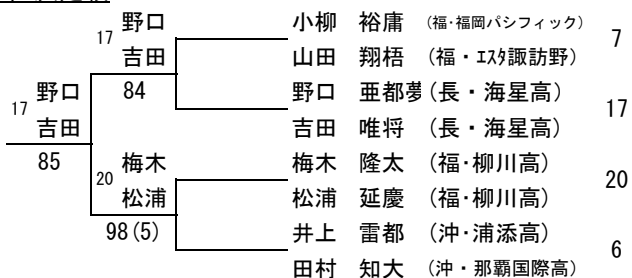 野口
17
吉田
84
小柳 裕庸 (福・福岡パシフィック)
山田 翔梧 (福・エスタ諏訪野)
7
野口 亜都夢 (長・海星高)
吉田 唯将 (長・海星高)
17
17
野口
吉田
85
20
梅木
松浦
98(5)
梅木 隆太 (福・柳川高)
松浦 延慶 (福・柳川高)
20
井上 雷都 (沖・浦添高)
田村 知大 (沖・那覇国際高)
6